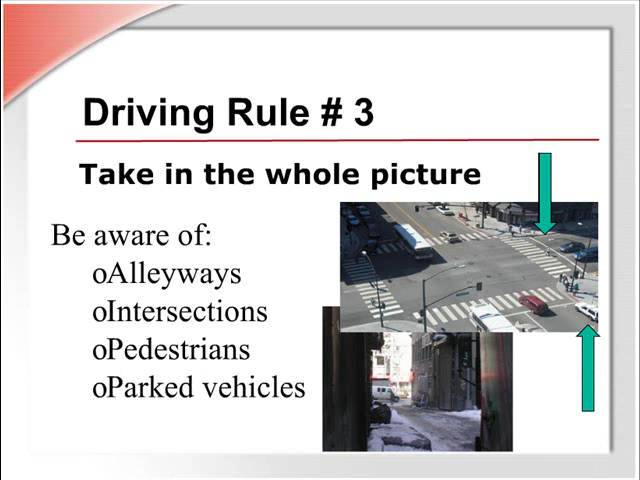 Driving Rule # 3
Take in the whole picture
Be aware of:
oAlleyways
oIntersections
oPedestrians
oParked vehicles